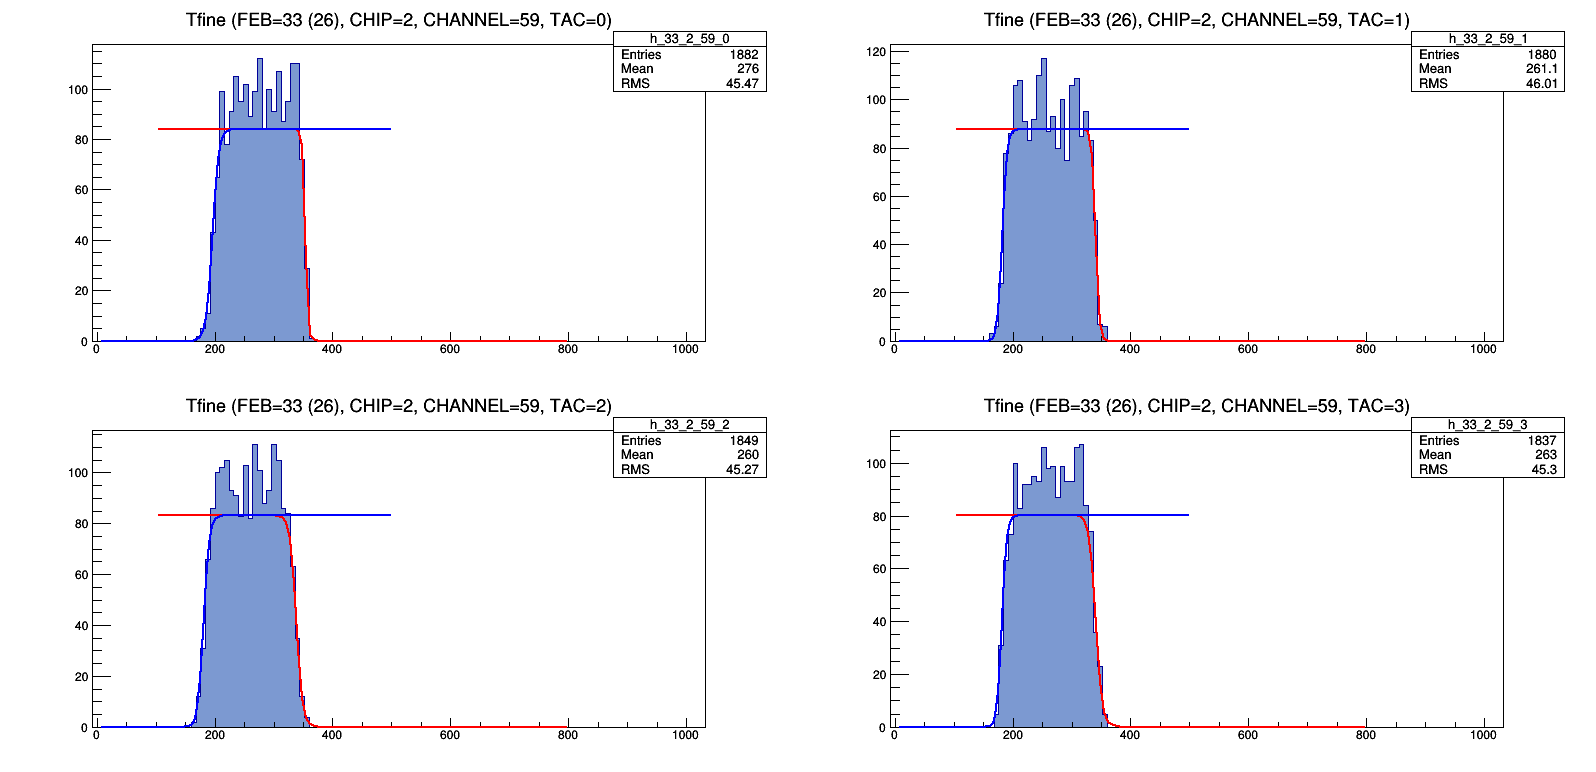 Tfine (FEB=33 (26), CHIP=2, CHANNEL=59, TAC=0)
h_33_2_59_0
Entries 1882
Mean 276
RMS 45.47
100
80
60
40
20
0
0 200 400 600 800 1000
Tfine (FEB=33 (26), CHIP=2, CHANNEL=59, TAC=1)
h_33_2_59_1
Entries 1880
Mean 261.1
RMS 46.01
120
100
80
60
40
20
0
0 200 400 600 800 1000
Tfine (FEB=33 (26), CHIP=2, CHANNEL=59, TAC=2)
h_33_2_59_2
Entries 1849
Mean 260
RMS 45.27
100
80
60
40
20
0
0 200 400 600 800 1000
Tfine (FEB=33 (26), CHIP=2, CHANNEL=59, TAC=3)
h_33_2_59_3
Entries 1837
Mean 263
RMS 45.3
100
80
60
40
20
0
0 200 400 600 800 1000